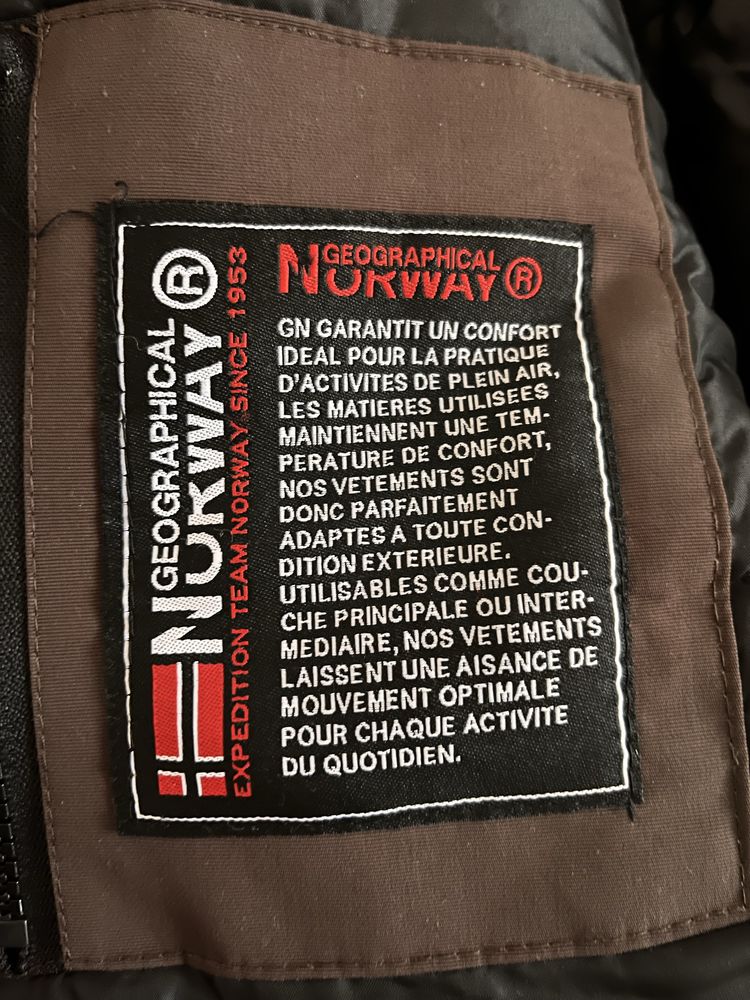 GEOGRAPHICAL
NORWAY®
EXPEDITION TEAM NORWAY SINCE 1953
GEOGRAPHICAL
NORWAY®
GN GARANTIT UN CONFORT
IDEAL POUR LA PRATIQUE
D'ACTIVITES DE PLEIN AIR,
LES MATIERES UTILISEES
MAINTIENNENT UNE TEM-
PERATURE DE CONFORT,
NOS VETEMENTS SONT
DONC PARFAITEMENT
ADAPTES A TOUTE CON-
DITION EXTERIEURE.
UTILISABLES COMME COU-
CHE PRINCIPALE OU INTER-
MEDIAIRE, NOS VETEMENTS
LAISSENT UNE AISANCE DE
MOUVEMENT OPTIMALE
POUR CHAQUE ACTIVITE
DU QUOTIDIEN.